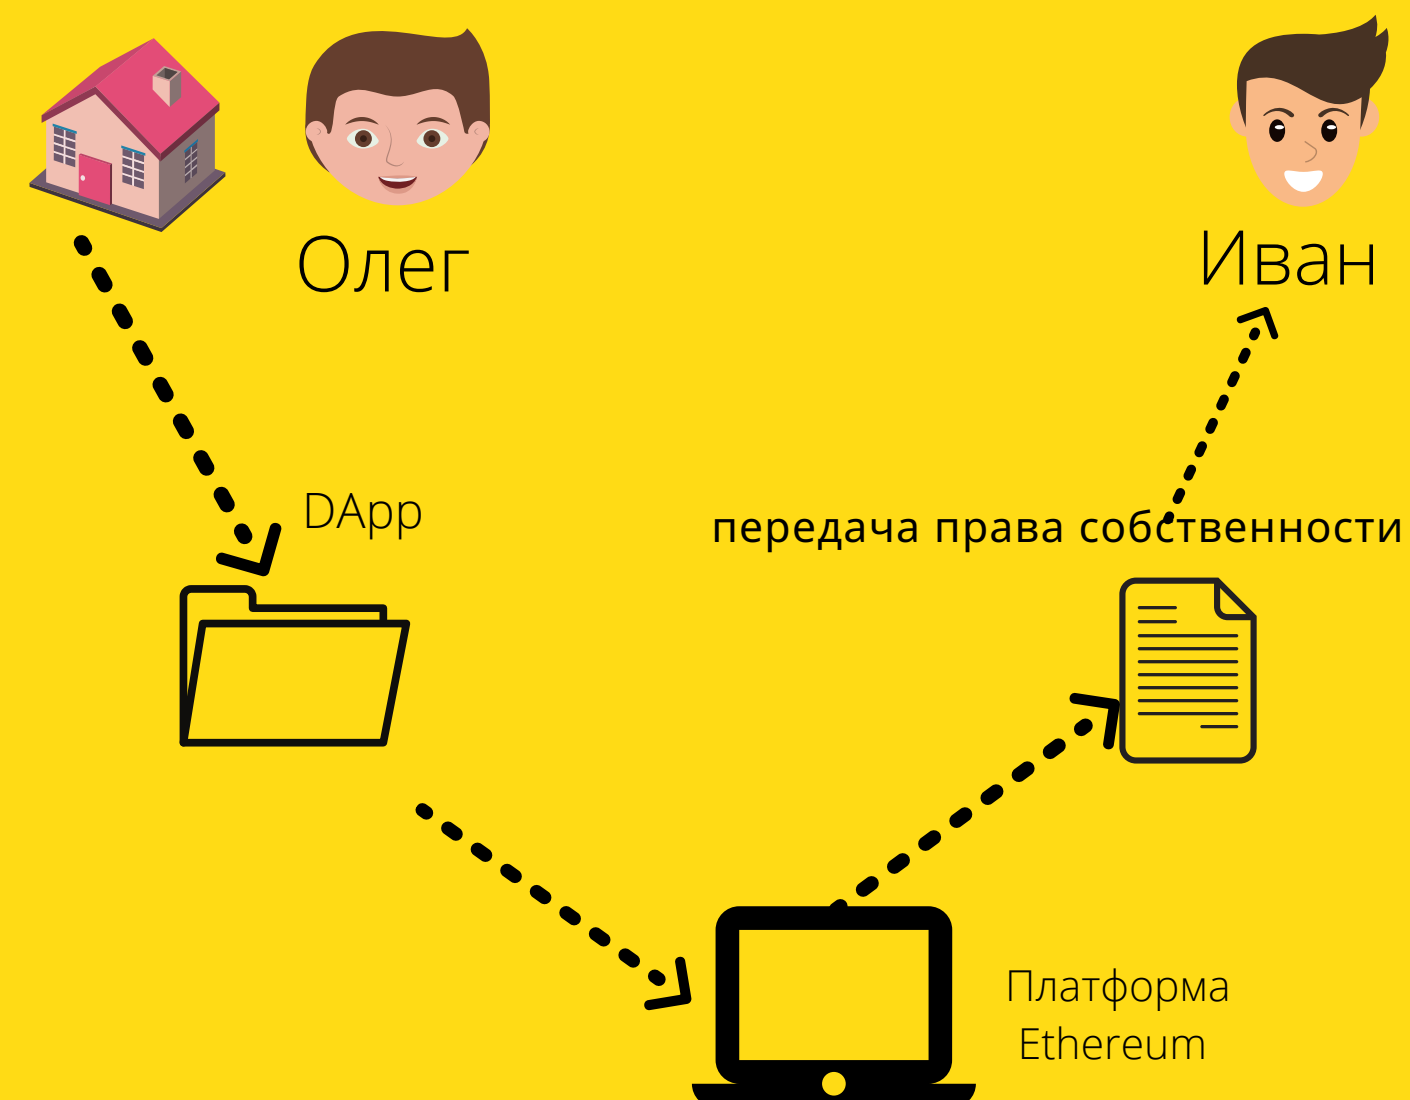 Олег
Иван
DApp
передача права собственности
Платформа
Ethereum